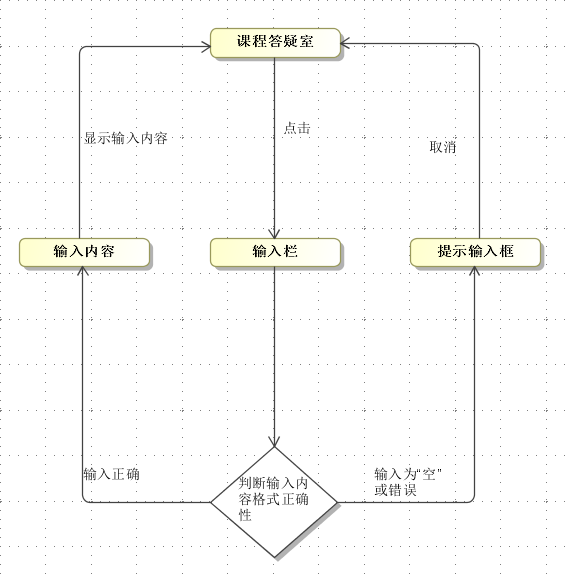 课程答疑室
点击
显示输入内容
取消
输入内容
输入栏
提示输入框
输入正确
判断输入内
容格式正确
性
输入为“空”
或错误